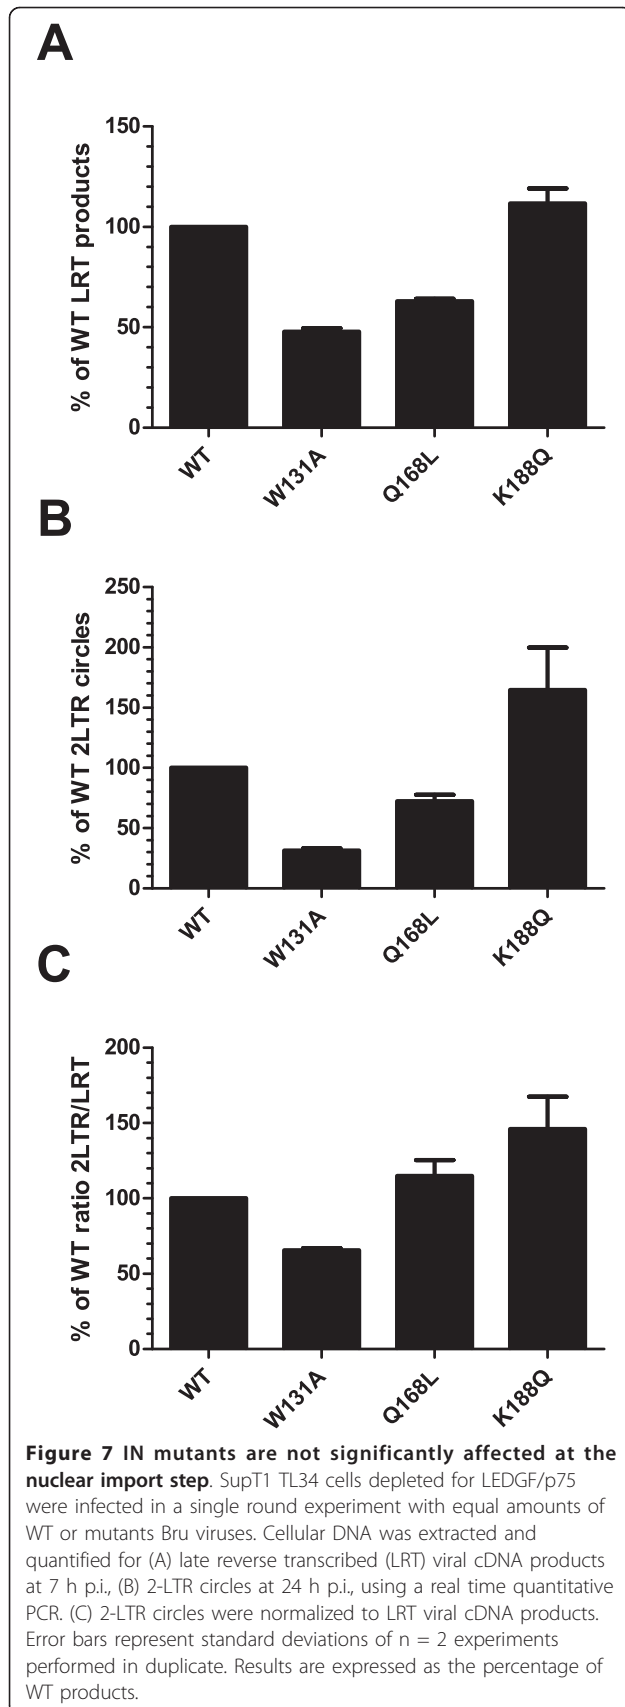 A
% of WT LRT products
150
100
50
0
WT
W131A
Q168L
K188Q
B
% of WT 2LTR circles
250
200
150
100
50
0
WT
W131A
Q168L
K188Q
C
% of WT ratio 2LTR/LRT
200
150
100
50
0
WT
W131A
Q168L
K188Q
Figure 7 IN mutants are not significantly affected at the
nuclear import step. SupT1 TL34 cells depleted for LEDGF/p75
were infected in a single round experiment with equal amounts of
WT or mutants Bru viruses. Cellular DNA was extracted and
quantified for (A) late reverse transcribed (LRT) viral cDNA products
at 7 h p.i., (B) 2-LTR circles at 24 h p.i., using a real time quantitative
PCR. (C) 2-LTR circles were normalized to LRT viral cDNA products.
Error bars represent standard deviations of n = 2 experiments
performed in duplicate. Results are expressed as the percentage of
WT products.